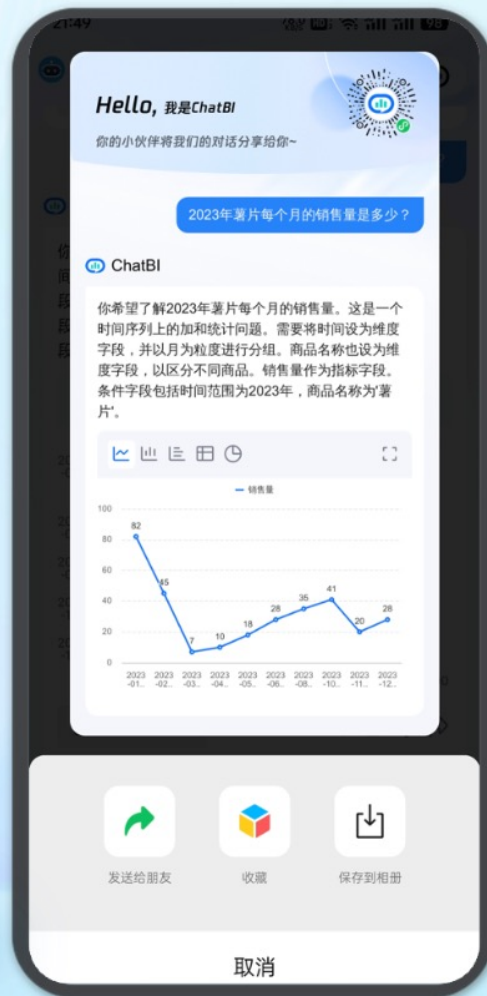 21:49
98
Hello, 我是ChatBI
你的小伙伴将我们的对话分享给你~
2023年薯片每个月的销售量是多少？
ChatBI
你希望了解2023年薯片每个月的销售量。这是一个
时间序列上的加和统计问题。需要将时间设为维度
字段，并以月为粒度进行分组。商品名称也设为维
度字段，以区分不同商品。销售量作为指标字段。
条件字段包括时间范围为2023年，商品名称为'薯
片'。
销售量
100
80
60
40
20
0
82
45
7
10
18
28
35
41
20
28
2023 2023 2023 2023 2023 2023 2023 2023 2023 2023
-01... -02... -03... -04... -05... -06... -08... -10... -11... -12...
发送给朋友
收藏
保存到相册
取消